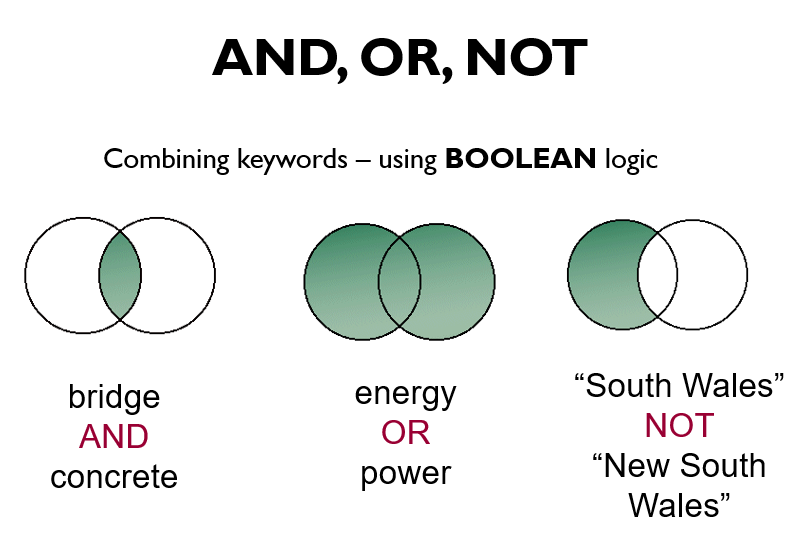 AND, OR, NOT
Combining keywords – using BOOLEAN logic
bridge
AND
concrete
energy
OR
power
“South Wales”
NOT
“New South
Wales”